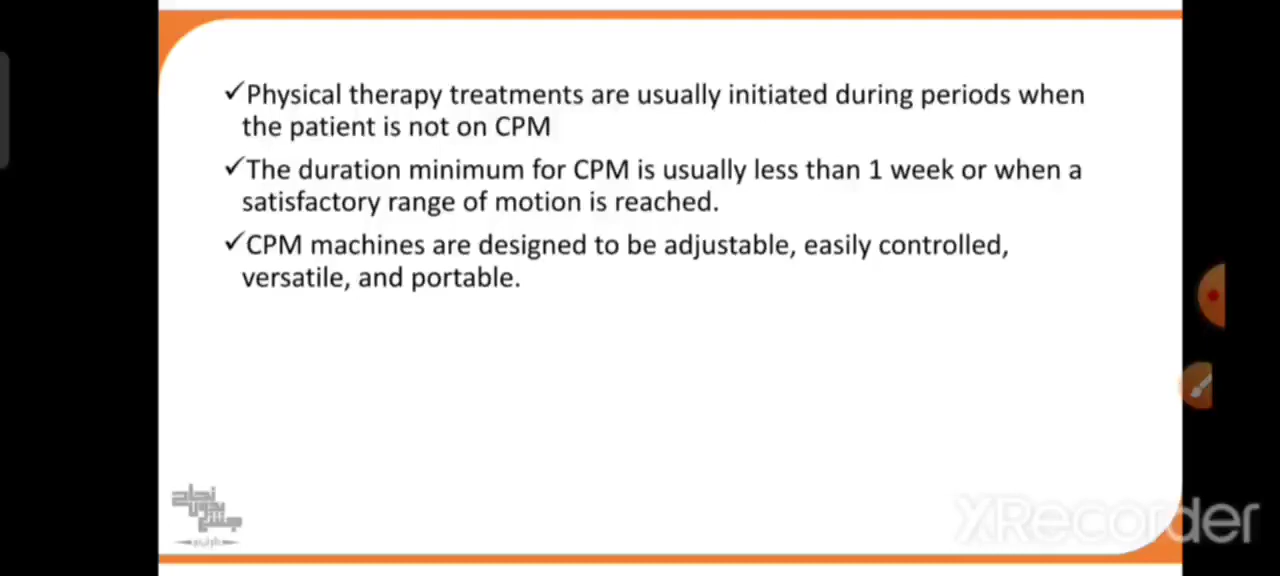 ✓Physical therapy treatments are usually initiated during periods when
the patient is not on CPM
✓The duration minimum for CPM is usually less than 1 week or when a
satisfactory range of motion is reached.
✓CPM machines are designed to be adjustable, easily controlled,
versatile, and portable.
نجاح
بدون
XRecorder